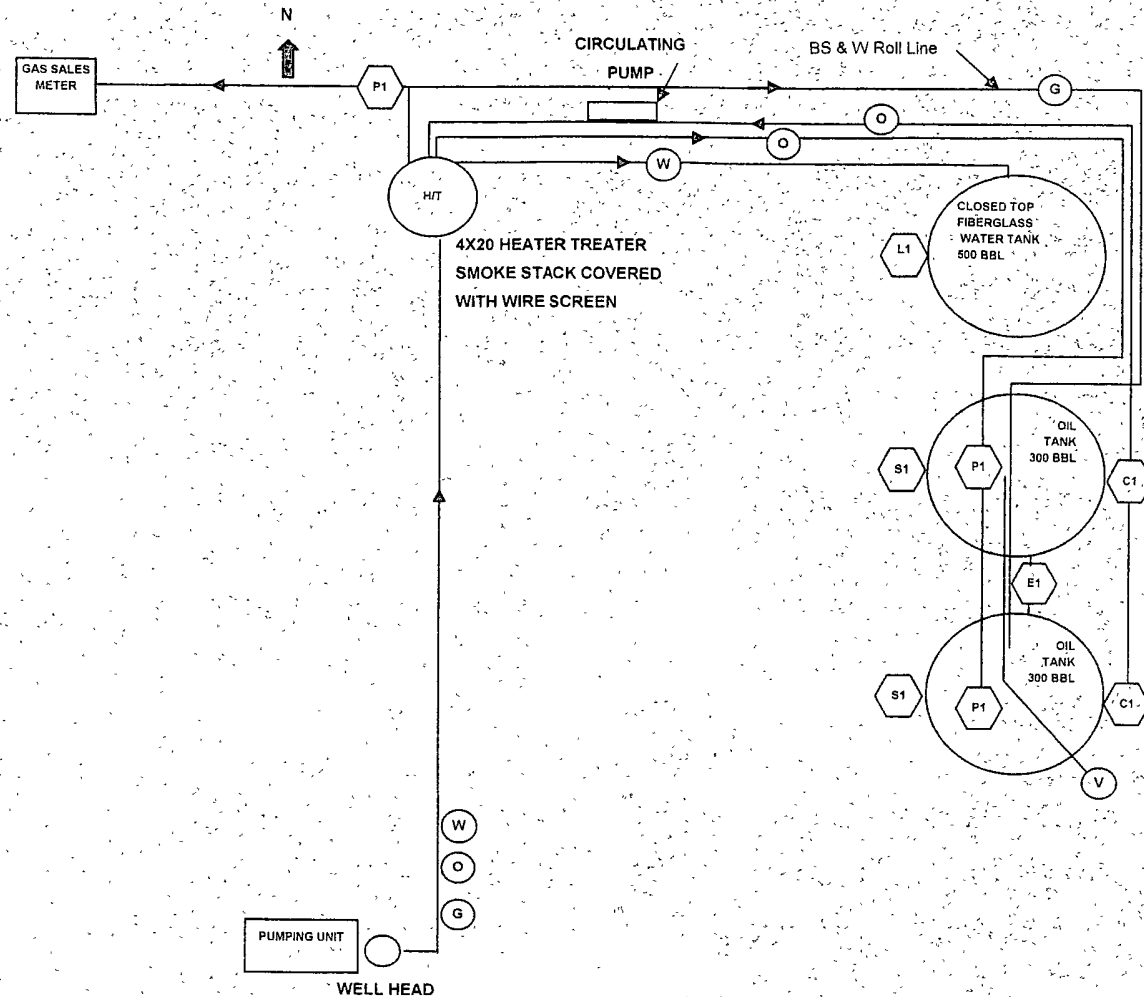 N
CIRCULATING
PUMP
BS & W Roll Line
GAS SALES
METER
P1
G
O
O
W
H/T
CLOSED TOP
FIBERGLASS
WATER TANK
500 BBL
L1
4X20 HEATER TREATER
SMOKE STACK COVERED
WITH WIRE SCREEN
OIL
TANK
300 BBL
S1
P1
C1
E1
OIL
TANK
300 BBL
S1
P1
C1
V
W
O
G
PUMPING UNIT
WELL HEAD